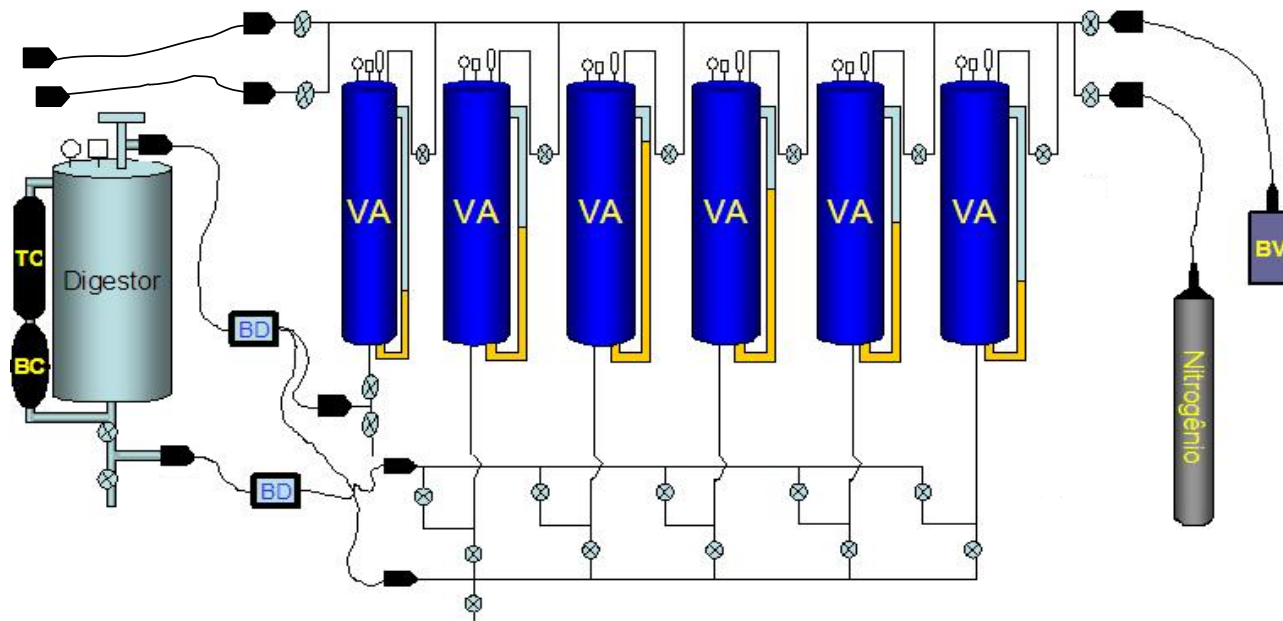 VA
VA
VA
VA
VA
VA
TC
Digestor
BC
BD
BD
BV
Nitrogênio